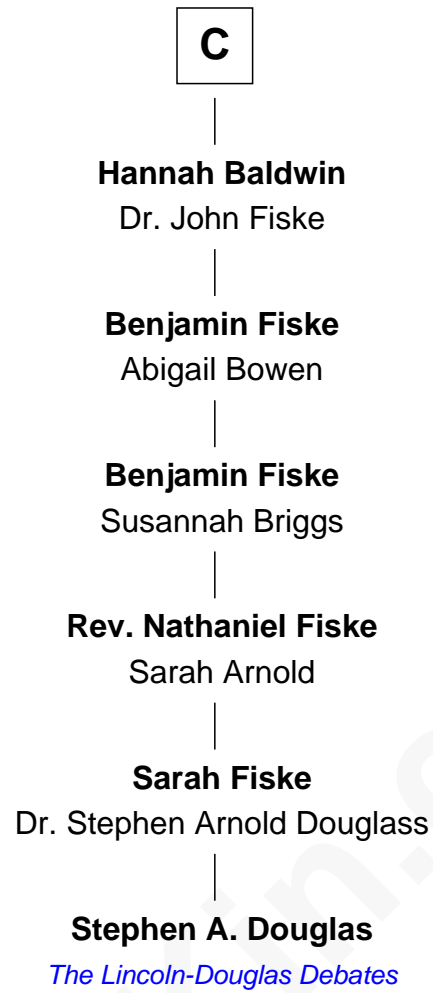 C
Hannah Baldwin
Dr. John Fiske
Benjamin Fiske
Abigail Bowen
Benjamin Fiske
Susannah Briggs
Rev. Nathaniel Fiske
Sarah Arnold
Sarah Fiske
Dr. Stephen Arnold Douglass
Stephen A. Douglas
The Lincoln-Douglas Debates